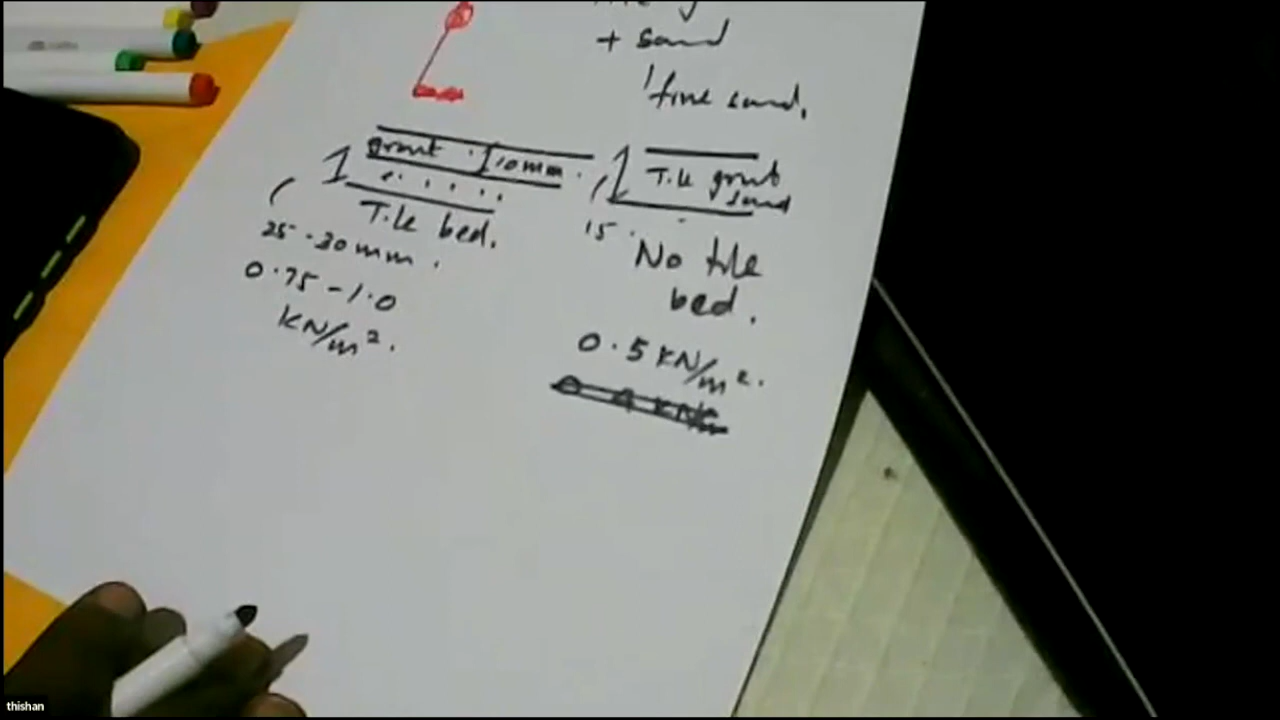 + sand
fine sand.
grout 10mm.
Tile bed.
25-30mm.
0.75-1.0
KN/m².
Tile grout
sand
15
No tile
bed.
0.5 KN/m².
thishan